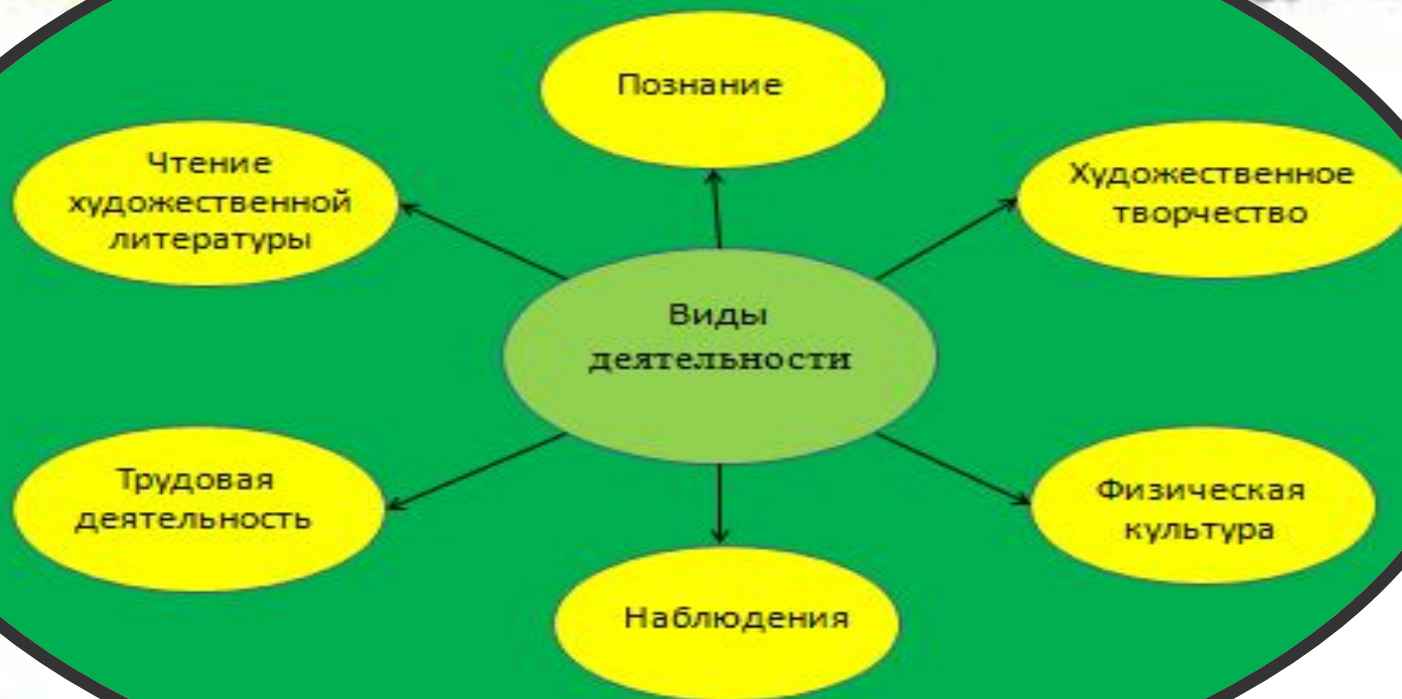 Познание
Чтение
художественной
литературы
Художественное
творчество
Виды
деятельности
Трудовая
деятельность
Физическая
культура
Наблюдения